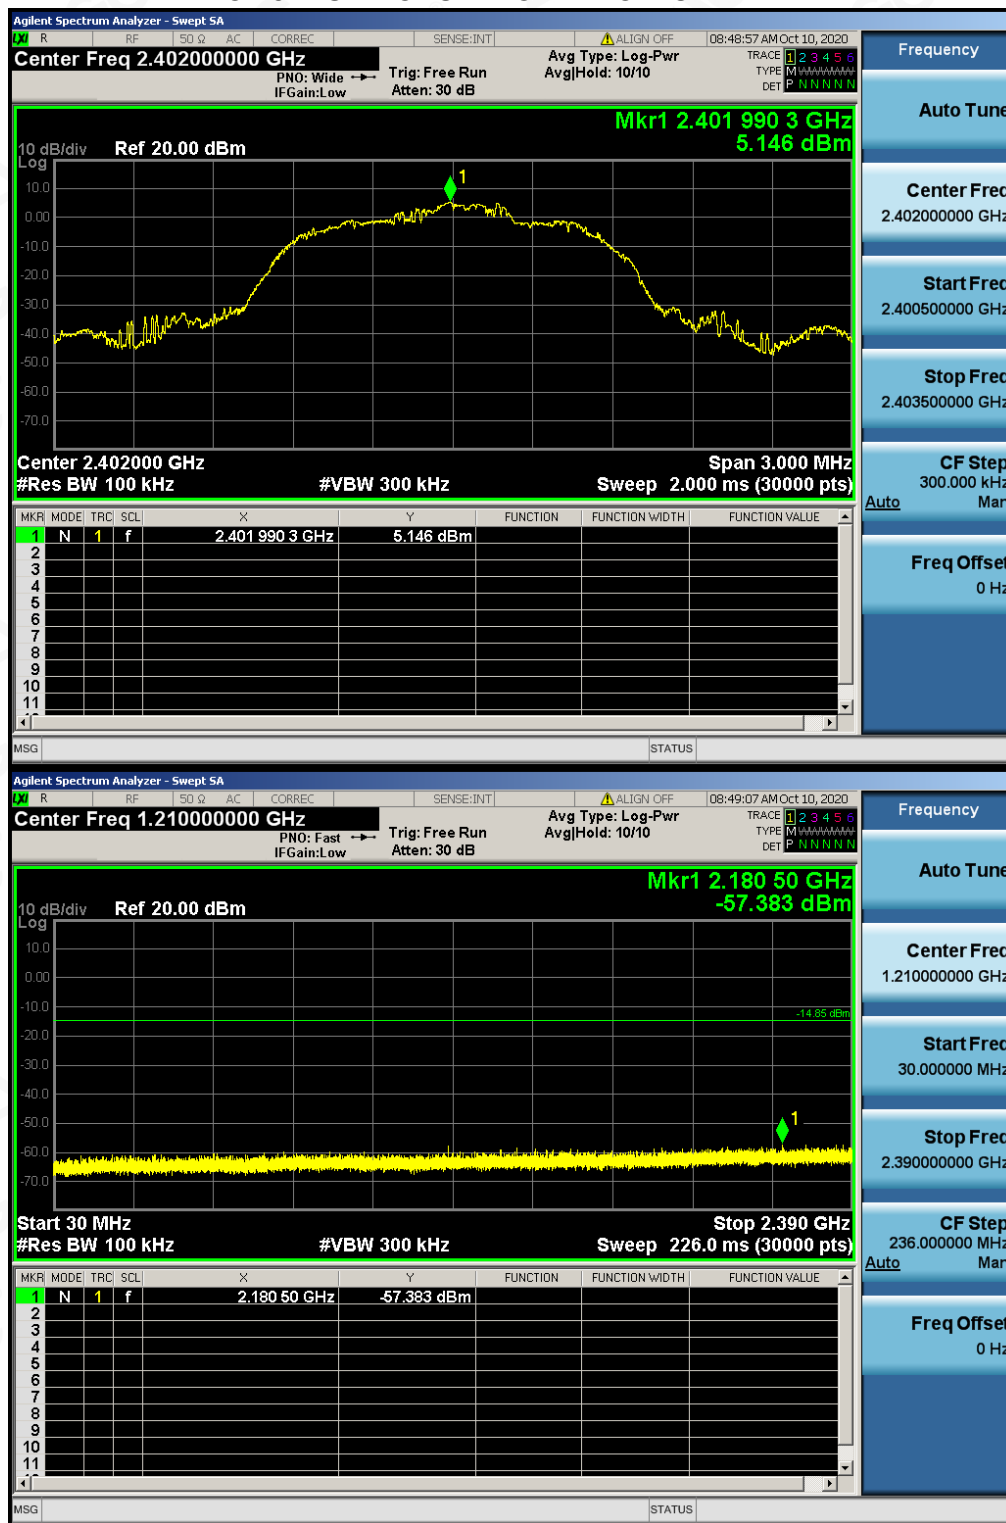 Agilent Spectrum Analyzer - Swept SA
LXI R RF 50 Ω AC CORREC SENSE:INT ALIGN OFF 08:48:57 AM Oct 10, 2020
Center Freq 2.402000000 GHz
PNO: Wide
IFGain:Low
Trig: Free Run
Atten: 30 dB
Avg Type: Log-Pwr
Avg|Hold: 10/10
TRACE 1 2 3 4 5 6
TYPE M
DET P N N N N N
Mkr1 2.401 990 3 GHz
5.146 dBm
10 dB/div Ref 20.00 dBm
Log
1
10.0
0.00
-10.0
-20.0
-30.0
-40.0
-50.0
-60.0
-70.0
Center 2.402000 GHz Span 3.000 MHz
#Res BW 100 kHz #VBW 300 kHz Sweep 2.000 ms (30000 pts)
MKR MODE TRC SCL X Y FUNCTION FUNCTION WIDTH FUNCTION VALUE
1 N 1 f 2.401 990 3 GHz 5.146 dBm
2
3
4
5
6
7
8
9
10
11
MSG STATUS
Frequency
Auto Tune
Center Freq
2.402000000 GHz
Start Freq
2.400500000 GHz
Stop Freq
2.403500000 GHz
CF Step
300.000 kHz
Auto Man
Freq Offset
0 Hz
Agilent Spectrum Analyzer - Swept SA
LXI R RF 50 Ω AC CORREC SENSE:INT ALIGN OFF 08:49:07 AM Oct 10, 2020
Center Freq 1.210000000 GHz
PNO: Fast
IFGain:Low
Trig: Free Run
Atten: 30 dB
Avg Type: Log-Pwr
Avg|Hold: 10/10
TRACE 1 2 3 4 5 6
TYPE M
DET P N N N N N
Mkr1 2.180 50 GHz
-57.383 dBm
10 dB/div Ref 20.00 dBm
Log
10.0
0.00
-10.0
-14.85 dBm
-20.0
-30.0
-40.0
-50.0
1
-60.0
-70.0
Start 30 MHz Stop 2.390 GHz
#Res BW 100 kHz #VBW 300 kHz Sweep 226.0 ms (30000 pts)
MKR MODE TRC SCL X Y FUNCTION FUNCTION WIDTH FUNCTION VALUE
1 N 1 f 2.180 50 GHz -57.383 dBm
2
3
4
5
6
7
8
9
10
11
MSG STATUS
Frequency
Auto Tune
Center Freq
1.210000000 GHz
Start Freq
30.000000 MHz
Stop Freq
2.390000000 GHz
CF Step
236.000000 MHz
Auto Man
Freq Offset
0 Hz